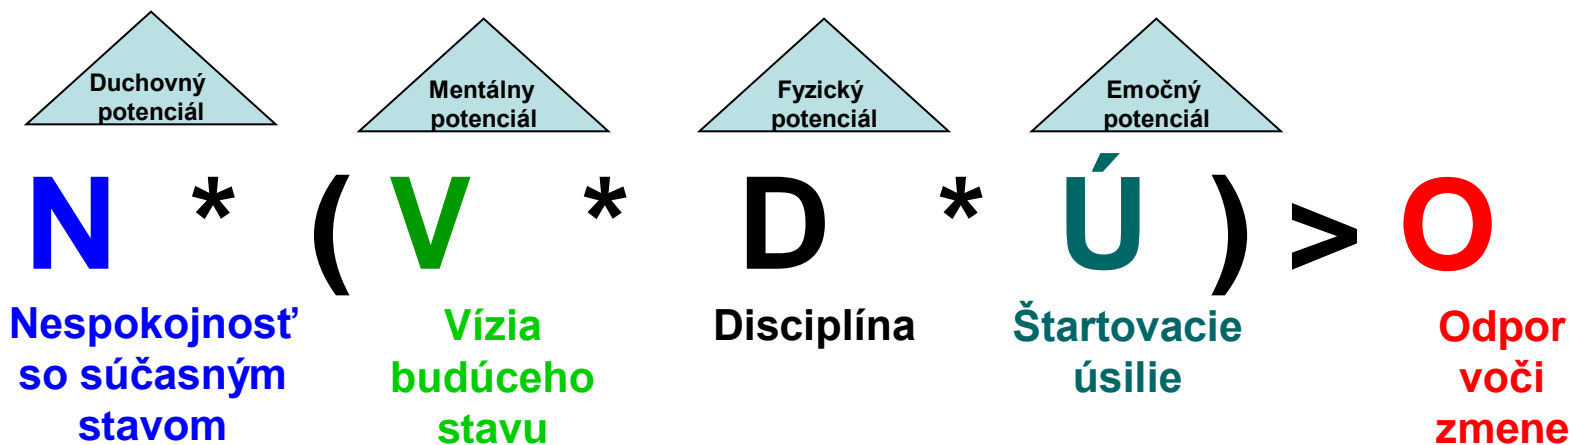 Duchovný
potenciál
Mentálny
potenciál
Fyzický
potenciál
Emočný
potenciál
N * ( V * D * Ú ) > O
Nespokojnosť
so súčasným
stavom
Vízia
budúceho
stavu
Disciplína
Štartovacie
úsilie
Odpor
voči
zmene